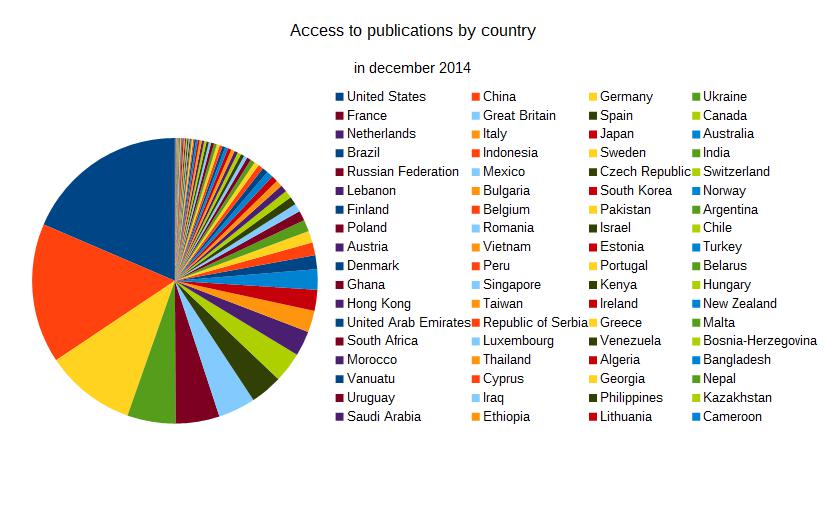 Access to publications by country
in december 2014
United States China Germany Ukraine
France Great Britain Spain Canada
Netherlands Italy Japan Australia
Brazil Indonesia Sweden India
Russian Federation Mexico Czech Republic Switzerland
Lebanon Bulgaria South Korea Norway
Finland Belgium Pakistan Argentina
Poland Romania Israel Chile
Austria Vietnam Estonia Turkey
Denmark Peru Portugal Belarus
Ghana Singapore Kenya Hungary
Hong Kong Taiwan Ireland New Zealand
United Arab Emirates Republic of Serbia Greece Malta
South Africa Luxembourg Venezuela Bosnia-Herzegovina
Morocco Thailand Algeria Bangladesh
Vanuatu Cyprus Georgia Nepal
Uruguay Iraq Philippines Kazakhstan
Saudi Arabia Ethiopia Lithuania Cameroon